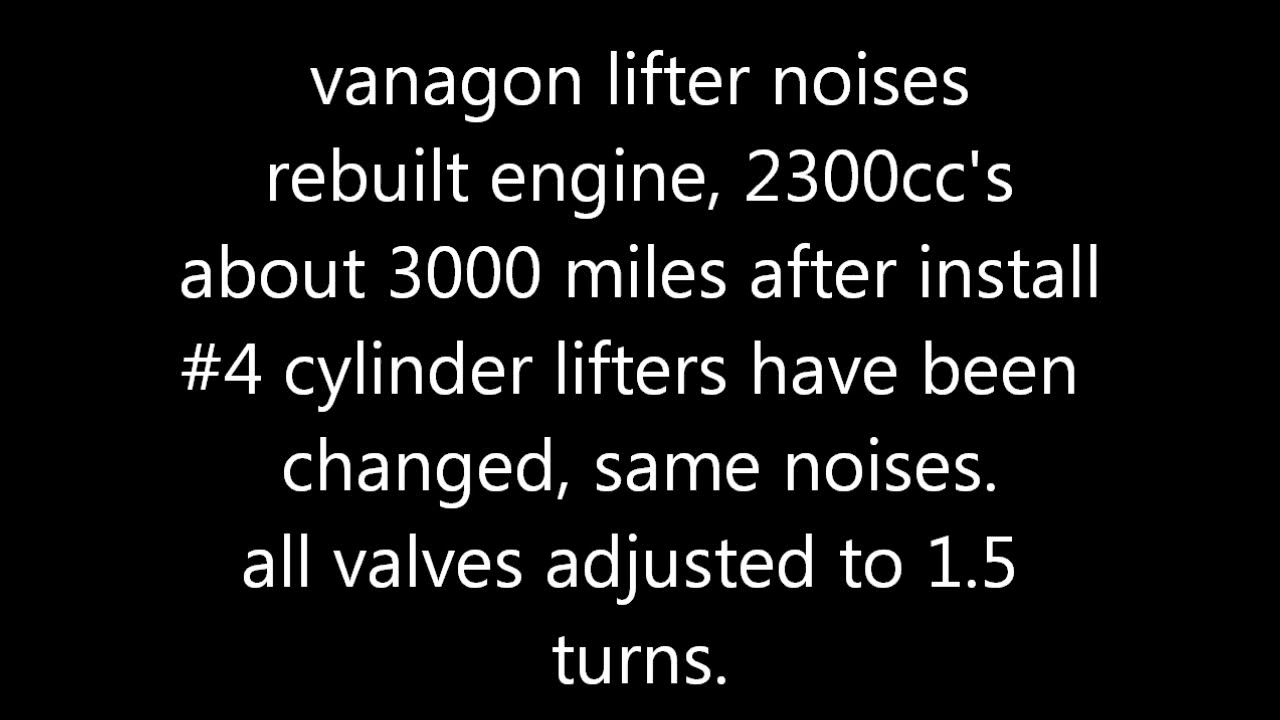 vanagon lifter noises
rebuilt engine, 2300cc's
about 3000 miles after install
#4 cylinder lifters have been
changed, same noises.
all valves adjusted to 1.5
turns.